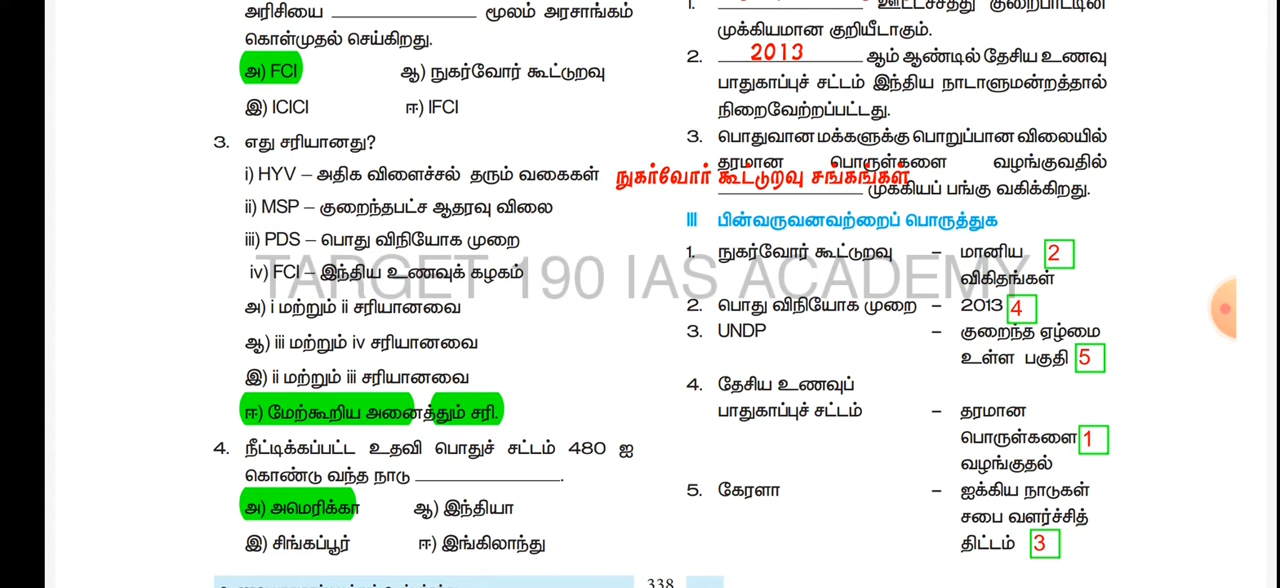 அரிசியை ____________ மூலம் அரசாங்கம்
கொள்முதல் செய்கிறது.
அ) FCI ஆ) நுகர்வோர் கூட்டுறவு
இ) ICICI ஈ) IFCI
3. எது சரியானது?
i) HYV – அதிக விளைச்சல் தரும் வகைகள்
ii) MSP – குறைந்தபட்ச ஆதரவு விலை
iii) PDS – பொது விநியோக முறை
iv) FCI – இந்திய உணவுக் கழகம்
அ) i மற்றும் ii சரியானவை
ஆ) iii மற்றும் iv சரியானவை
இ) ii மற்றும் iii சரியானவை
ஈ) மேற்கூறிய அனைத்தும் சரி.
4. நீட்டிக்கப்பட்ட உதவி பொதுச் சட்டம் 480 ஐ
கொண்டு வந்த நாடு ____________.
அ) அமெரிக்கா ஆ) இந்தியா
இ) சிங்கப்பூர் ஈ) இங்கிலாந்து
1. ____________ ஊட்டச்சத்து குறைபாட்டின்
முக்கியமான குறியீடாகும்.
2. 2013 ஆம் ஆண்டில் தேசிய உணவு
பாதுகாப்புச் சட்டம் இந்திய நாடாளுமன்றத்தால்
நிறைவேற்றப்பட்டது.
3. பொதுவான மக்களுக்கு பொறுப்பான விலையில்
தரமான பொருள்களை வழங்குவதில்
நுகர்வோர் கூட்டுறவு சங்கங்கள்
____________ முக்கியப் பங்கு வகிக்கிறது.
III பின்வருவனவற்றைப் பொருத்துக
1. நுகர்வோர் கூட்டுறவு – மானிய 2
விகிதங்கள்
2. பொது விநியோக முறை – 2013 4
3. UNDP – குறைந்த ஏழ்மை
உள்ள பகுதி 5
4. தேசிய உணவுப்
பாதுகாப்புச் சட்டம் – தரமான
பொருள்களை 1
வழங்குதல்
5. கேரளா – ஐக்கிய நாடுகள்
சபை வளர்ச்சித்
திட்டம் 3
TARGET 190 IAS ACADEMY
338